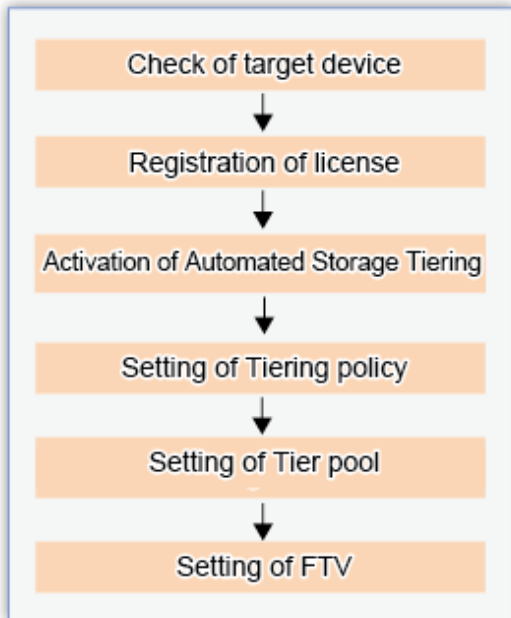 Check of target device
Registration of license
Activation of Automated Storage Tiering
Setting of Tiering policy
Setting of Tier pool
Setting of FTV